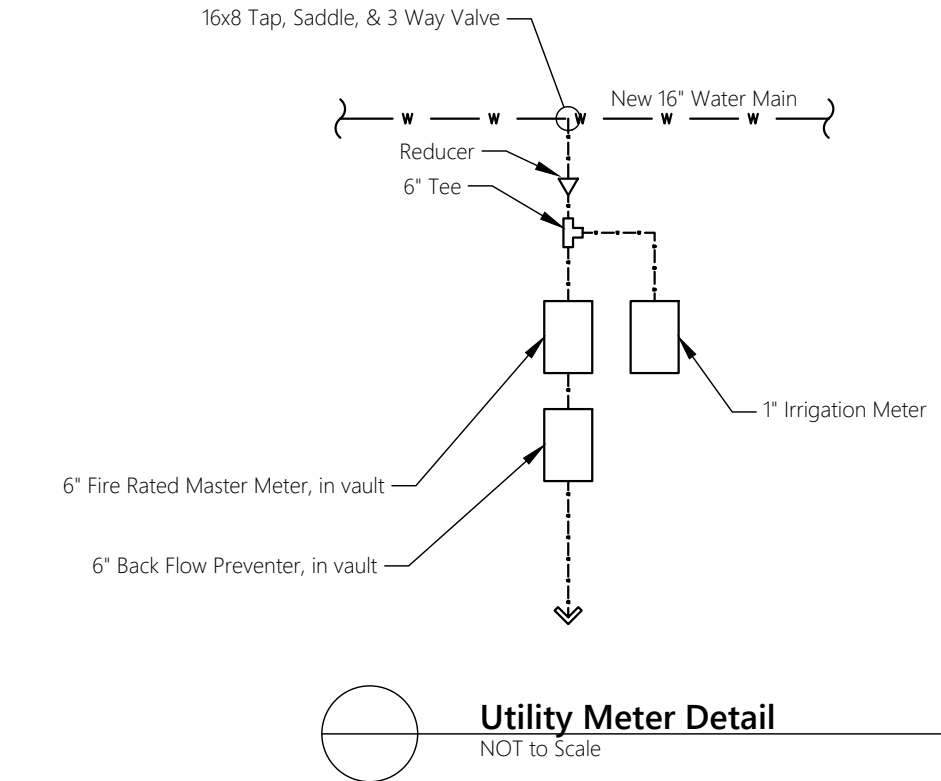 16x8 Tap, Saddle, & 3 Way Valve
New 16" Water Main
W W W W W
Reducer
6" Tee
1" Irrigation Meter
6" Fire Rated Master Meter, in vault
6" Back Flow Preventer, in vault
Utility Meter Detail
NOT to Scale